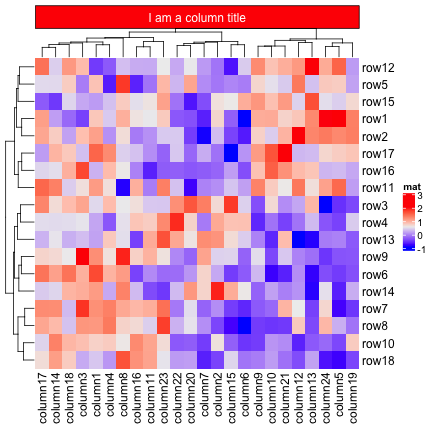 I am a column title
row12
row5
row15
row1
row2
row17
row16
row11
row3
row4
row13
row9
row6
row14
row7
row8
row10
row18
mat
3
2
1
0
-1
column17
column14
column18
column3
column1
column4
column8
column16
column11
column23
column22
column20
column7
column2
column15
column6
column9
column10
column21
column12
column13
column24
column5
column19